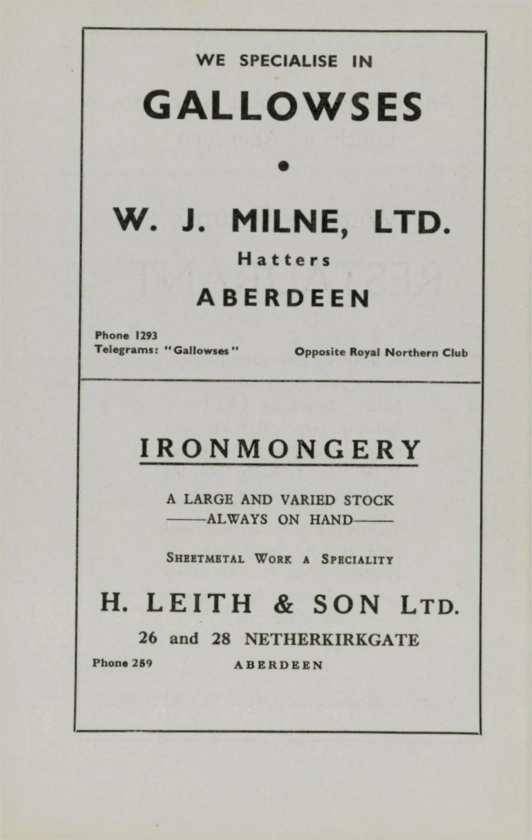 WE SPECIALISE IN
GALLOWSES
•
W. J. MILNE, LTD.
Hatters
ABERDEEN
Phone 1293
Telegrams: "Gallowses" Opposite Royal Northern Club
IRONMONGERY
A LARGE AND VARIED STOCK
——ALWAYS ON HAND——
SHEETMETAL WORK A SPECIALITY
H. LEITH & SON LTD.
26 and 28 NETHERKIRKGATE
Phone 259 ABERDEEN